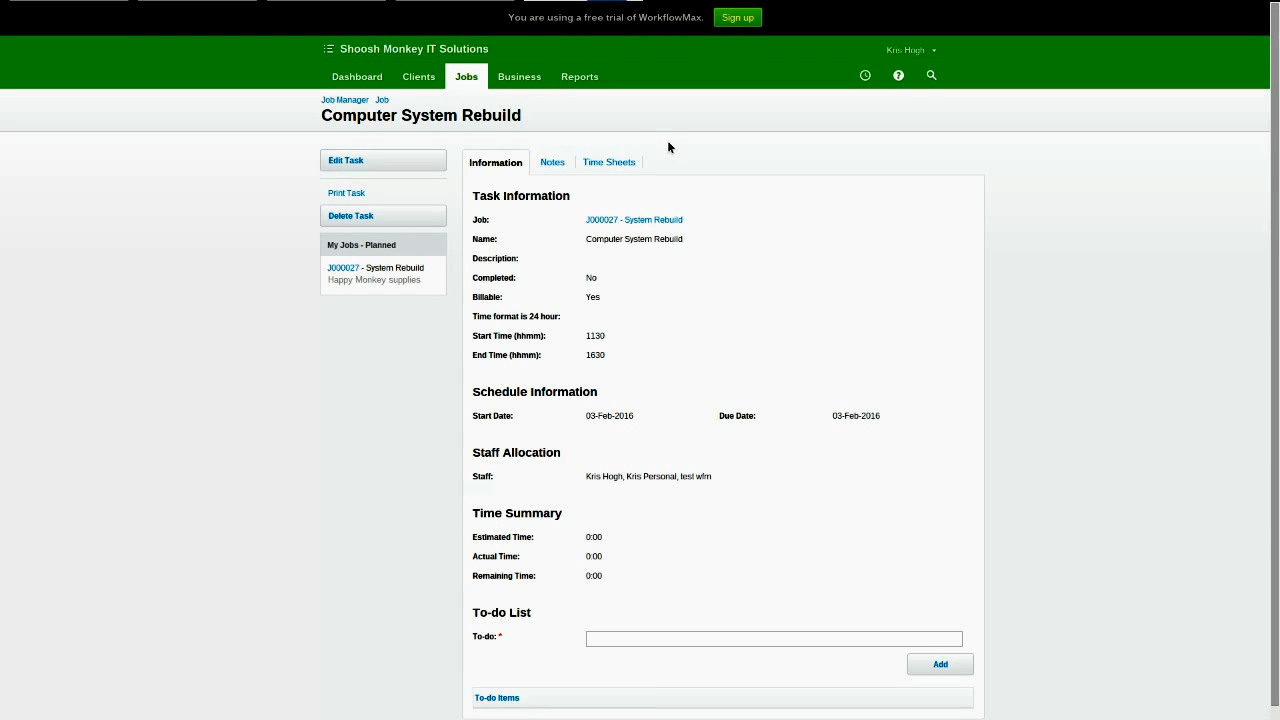 You are using a free trial of WorkflowMax. Sign up
Shoosh Monkey IT Solutions
Kris Hogh
Dashboard Clients Jobs Business Reports
Job Manager Job
Computer System Rebuild
Edit Task
Print Task
Delete Task
My Jobs - Planned
J000027 - System Rebuild
Happy Monkey supplies
Information Notes Time Sheets
Task Information
Job: J000027 - System Rebuild
Name: Computer System Rebuild
Description:
Completed: No
Billable: Yes
Time format is 24 hour:
Start Time (hhmm): 1130
End Time (hhmm): 1630
Schedule Information
Start Date: 03-Feb-2016 Due Date: 03-Feb-2016
Staff Allocation
Staff: Kris Hogh, Kris Personal, test wfm
Time Summary
Estimated Time: 0:00
Actual Time: 0:00
Remaining Time: 0:00
To-do List
To-do: *
Add
To-do Items